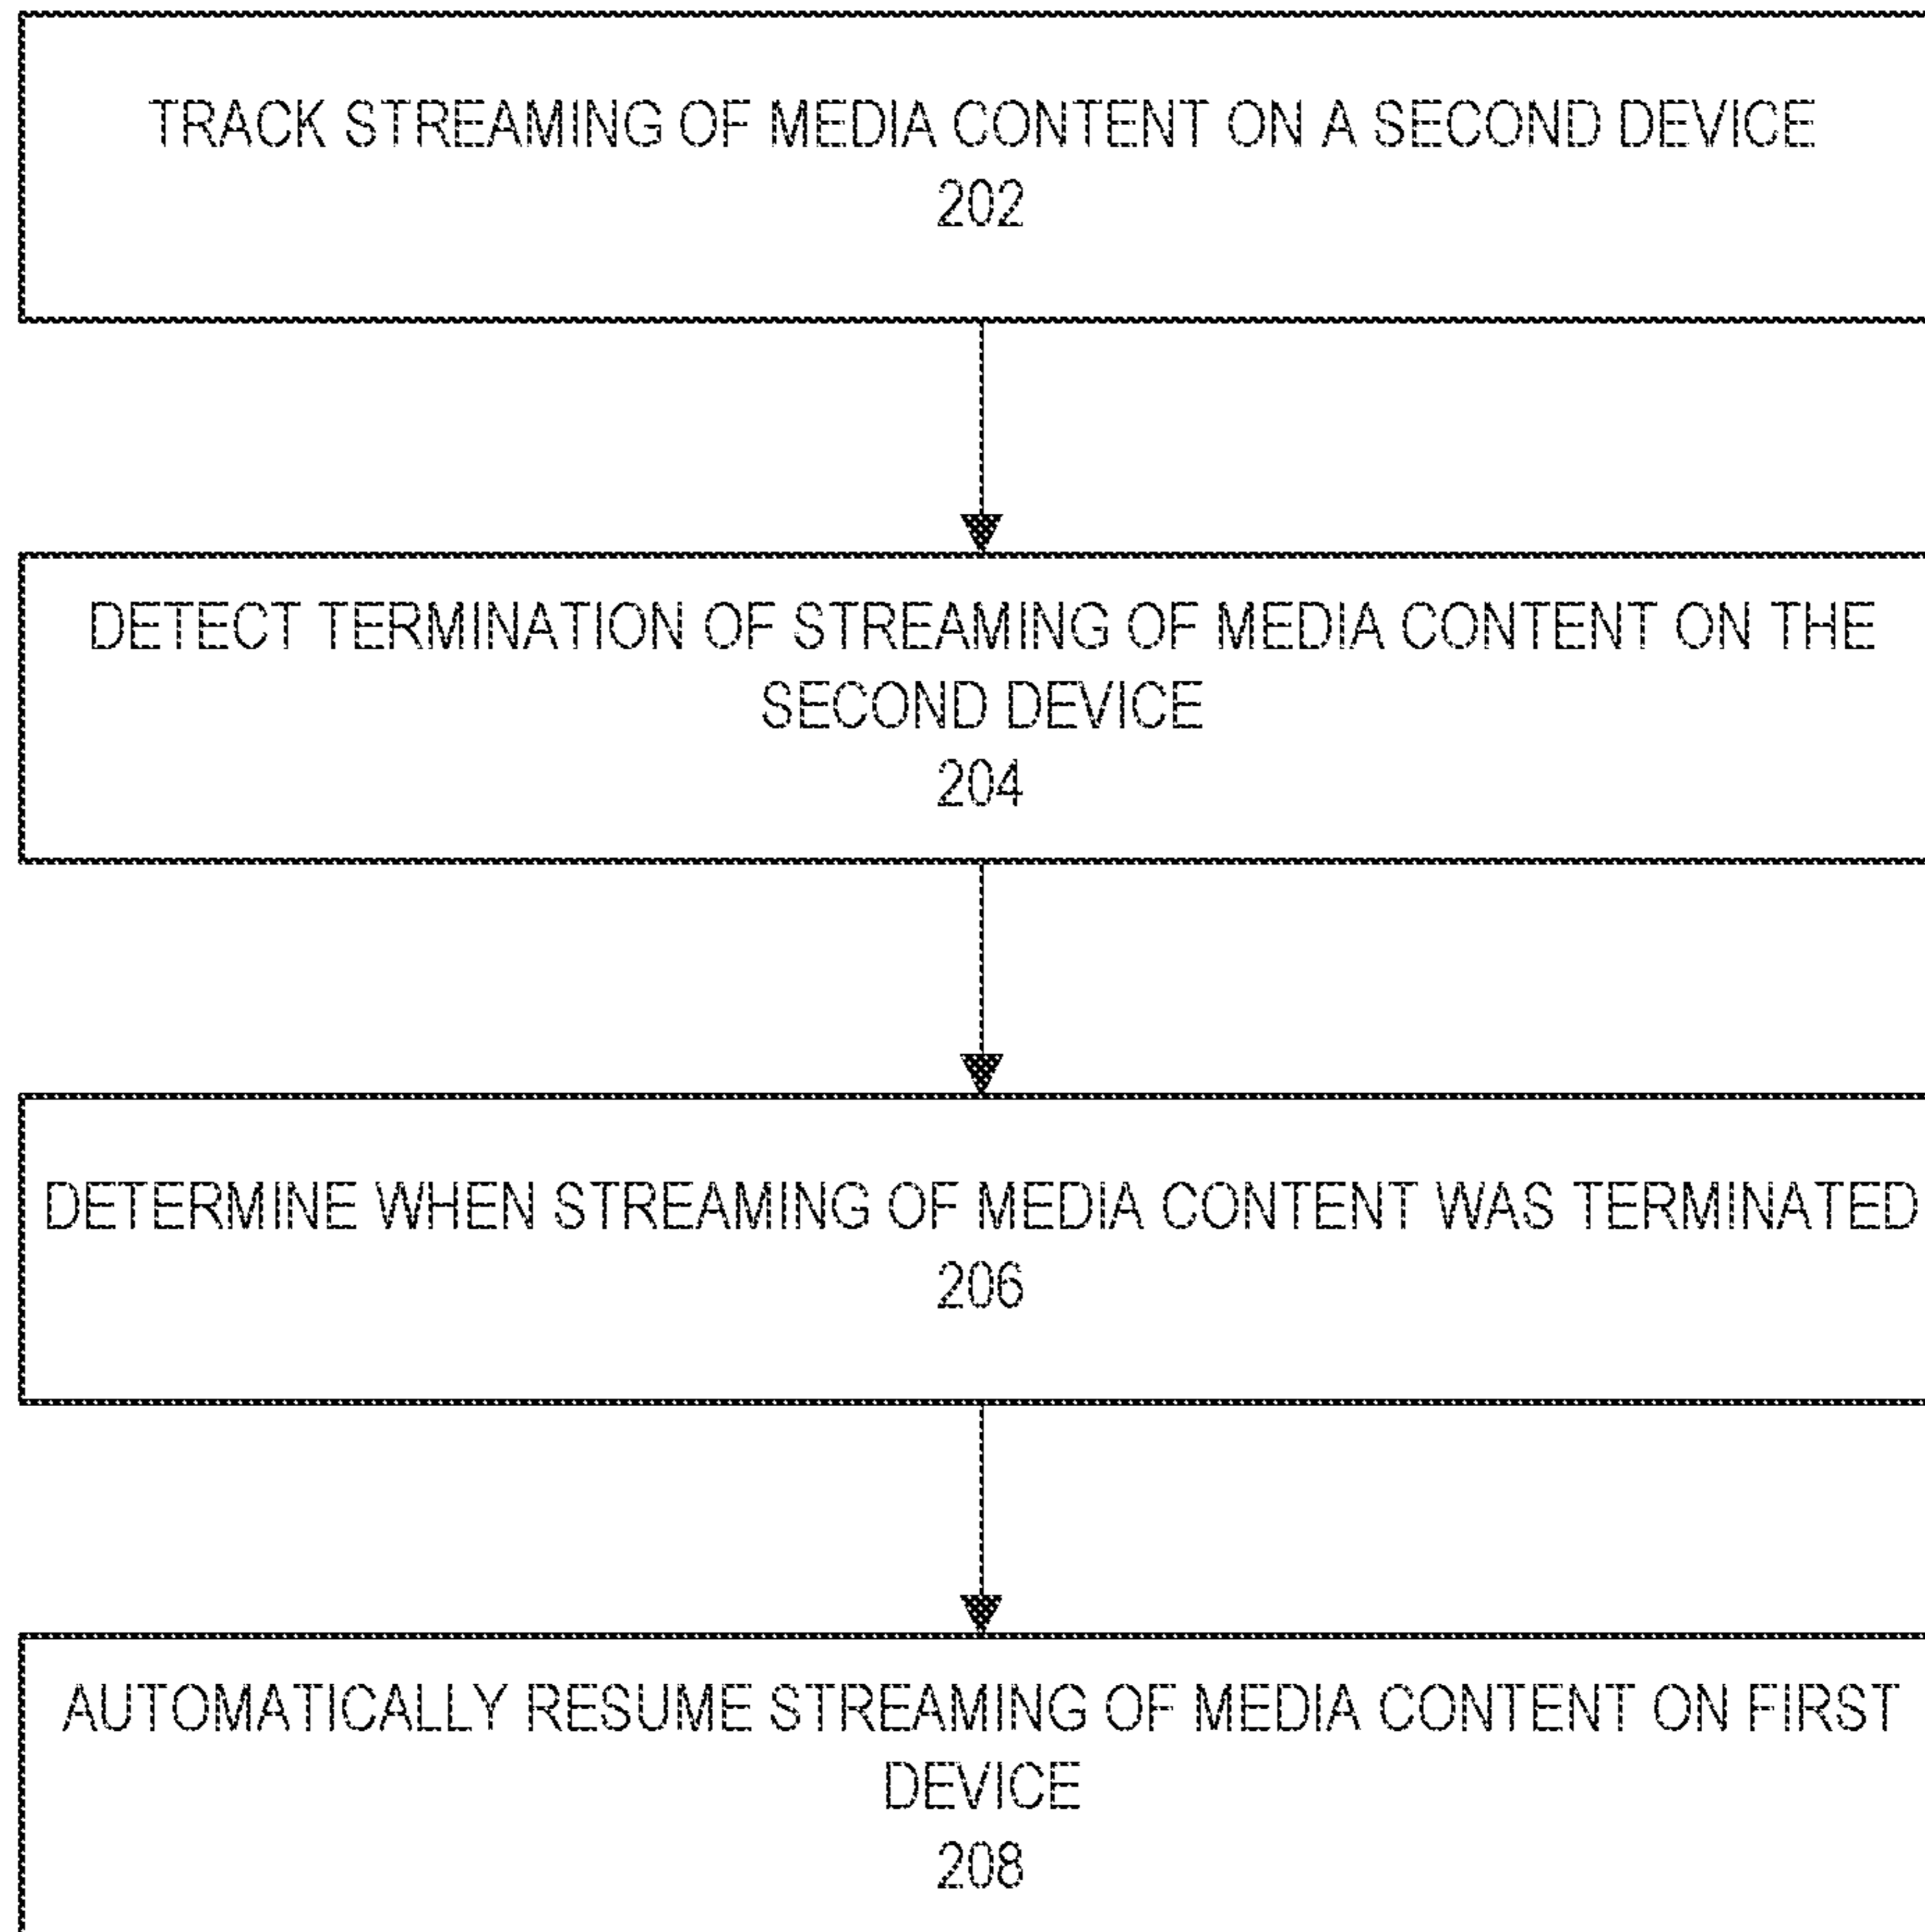 TRACK STREAMING OF MEDIA CONTENT ON A SECOND DEVICE
202
DETECT TERMINATION OF STREAMING OF MEDIA CONTENT ON THE
SECOND DEVICE
204
DETERMINE WHEN STREAMING OF MEDIA CONTENT WAS TERMINATED
206
AUTOMATICALLY RESUME STREAMING OF MEDIA CONTENT ON FIRST
DEVICE
208